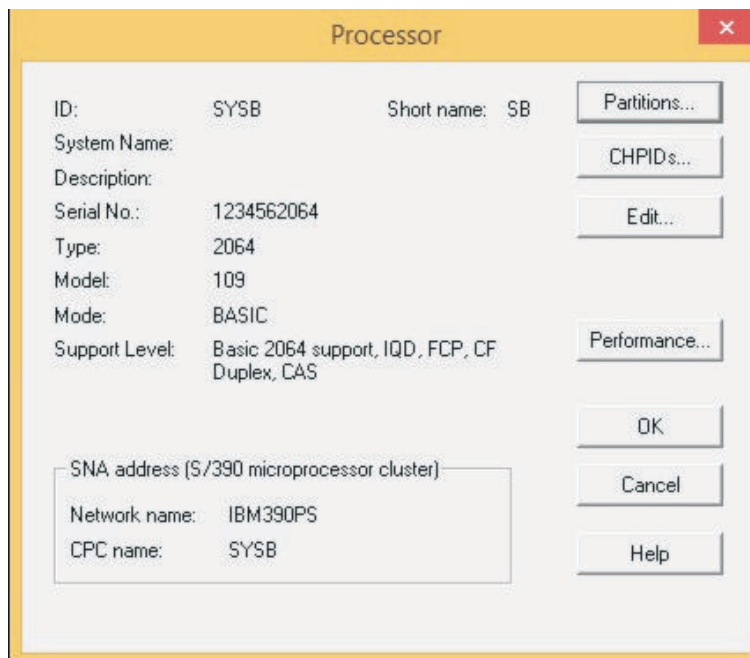 Processor
ID: SYSB Short name: SB
Partitions...
System Name:
CHPIDs...
Description:
Serial No.: 1234562064
Edit...
Type: 2064
Model: 109
Mode: BASIC
Support Level: Basic 2064 support, IQD, FCP, CF
Duplex, CAS
Performance...
OK
SNA address (S/390 microprocessor cluster)
Cancel
Network name: IBM390PS
CPC name: SYSB
Help